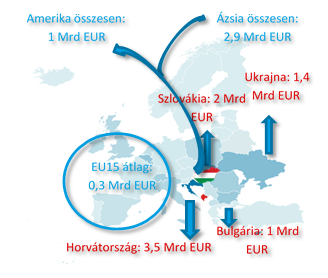 Amerika összesen:
1 Mrd EUR
Ázsia összesen:
2,9 Mrd EUR
Ukrajna: 1,4
Mrd EUR
Szlovákia: 2 Mrd
EUR
EU15 átlag:
0,3 Mrd EUR
Horvátország: 3,5 Mrd EUR
Bulgária: 1 Mrd
EUR